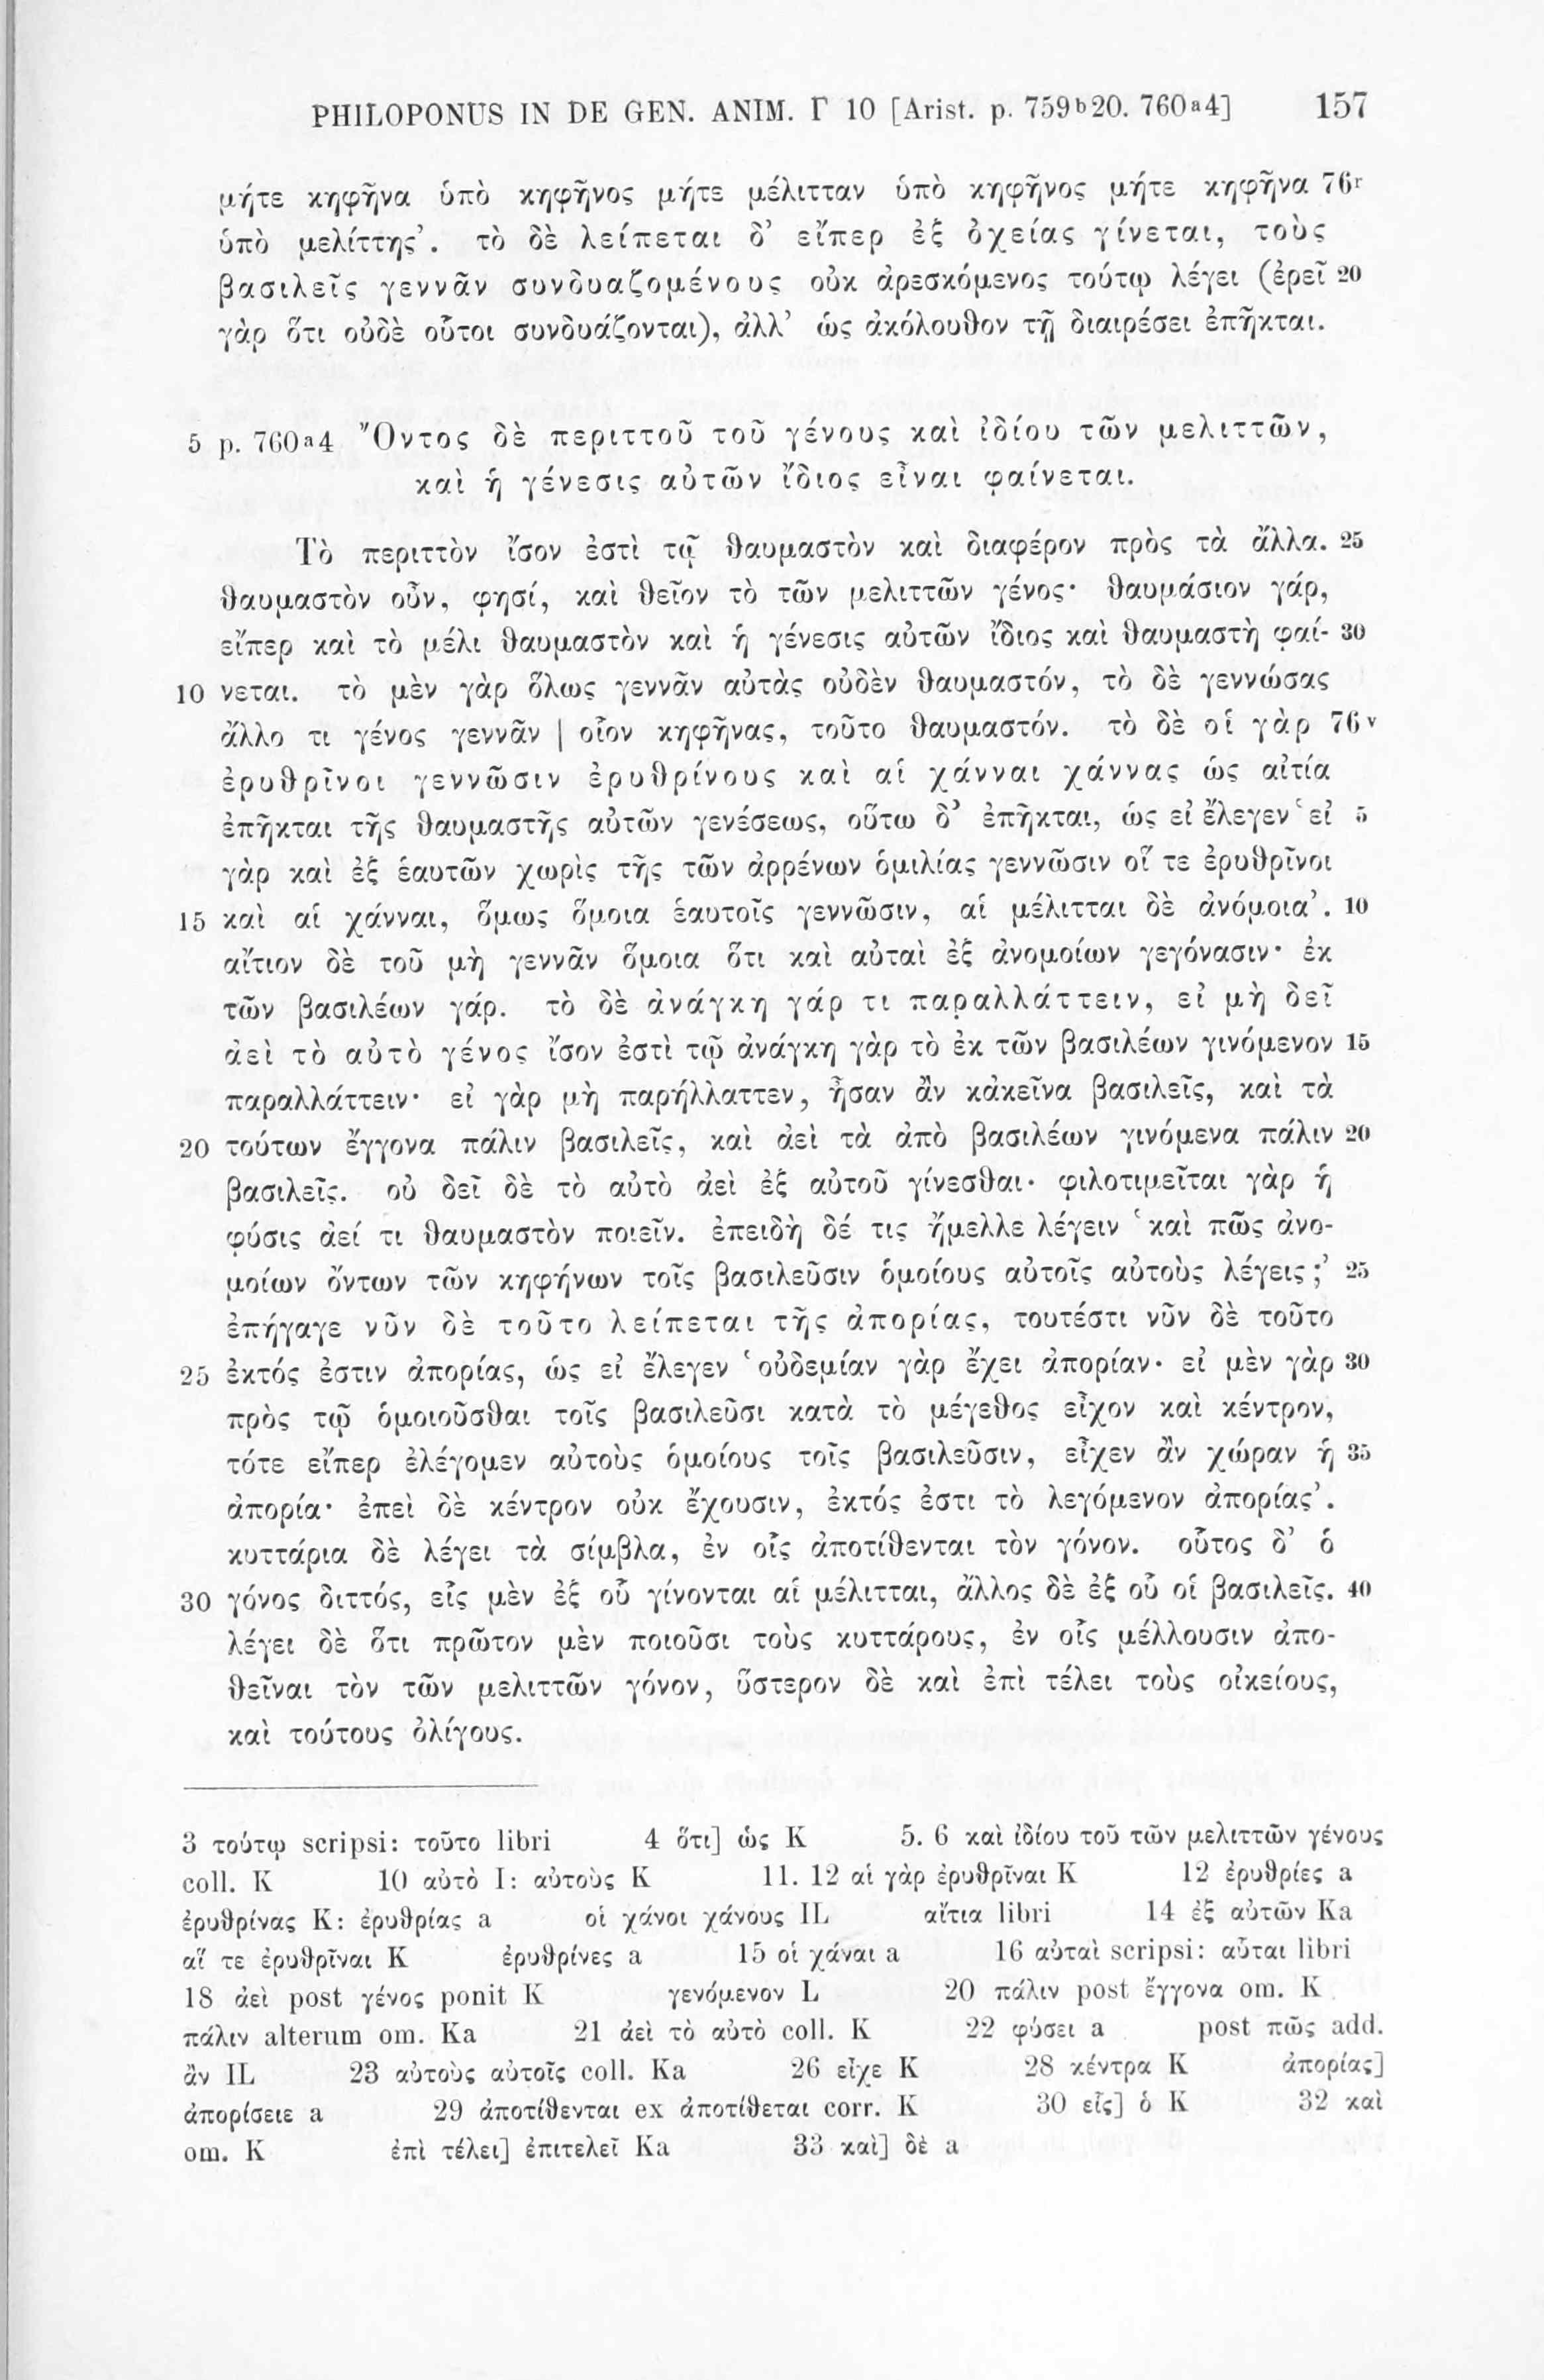 PHILOPONUS IN DE GEN. ANIM. Γ 10 [Arist. p. 759b20. 760a4] 157
μήτε κηφῆνα ὑπὸ κηφῆνος μήτε μέλιτταν ὑπὸ κηφῆνος μήτε κηφῆνα 76r
ὑπὸ μελίττης’. τὸ δὲ λείπεται δ’ εἴπερ ἐξ ὀχείας γίνεται, τοὺς
βασιλεῖς γεννᾶν συνδυαζομένους οὐκ ἀρεσκόμενος τούτῳ λέγει (ἐρεῖ 20
γὰρ ὅτι οὐδὲ οὗτοι συνδυάζονται), ἀλλ’ ὡς ἀκόλουθον τῇ διαιρέσει ἐπῆκται.
5 p. 760a4 Ὄντος δὲ περιττοῦ τοῦ γένους καὶ ἰδίου τῶν μελιττῶν,
καὶ ἡ γένεσις αὐτῶν ἴδιος εἶναι φαίνεται.
Τὸ περιττὸν ἴσον ἐστὶ τῷ θαυμαστὸν καὶ διαφέρον πρὸς τὰ ἄλλα. 25
θαυμαστὸν οὖν, φησί, καὶ θεῖον τὸ τῶν μελιττῶν γένος· θαυμάσιον γάρ,
εἴπερ καὶ τὸ μέλι θαυμαστὸν καὶ ἡ γένεσις αὐτῶν ἴδιος καὶ θαυμαστὴ φαί- 30
10 νεται. τὸ μὲν γὰρ ὅλως γεννᾶν αὐτὰς οὐδὲν θαυμαστόν, τὸ δὲ γεννώσας
ἄλλο τι γένος γεννᾶν | οἷον κηφῆνας, τοῦτο θαυμαστόν. τὸ δὲ οἱ γὰρ 76v
ἐρυθρῖνοι γεννῶσιν ἐρυθρίνους καὶ αἱ χάνναι χάννας ὡς αἰτία
ἐπῆκται τῆς θαυμαστῆς αὐτῶν γενέσεως, οὕτω δ’ ἐπῆκται, ὡς εἰ ἔλεγεν ‘εἰ 5
γὰρ καὶ ἐξ ἑαυτῶν χωρὶς τῆς τῶν ἀρρένων ὁμιλίας γεννῶσιν οἵ τε ἐρυθρῖνοι
15 καὶ αἱ χάνναι, ὅμως ὅμοια ἑαυτοῖς γεννῶσιν, αἱ μέλιτται δὲ ἀνόμοια’. 10
αἴτιον δὲ τοῦ μὴ γεννᾶν ὅμοια ὅτι καὶ αὐταὶ ἐξ ἀνομοίων γεγόνασιν· ἐκ
τῶν βασιλέων γάρ. τὸ δὲ ἀνάγκη γάρ τι παραλλάττειν, εἰ μὴ δεῖ
ἀεὶ τὸ αὐτὸ γένος ἴσον ἐστὶ τῷ ἀνάγκη γὰρ τὸ ἐκ τῶν βασιλέων γινόμενον 15
παραλλάττειν· εἰ γὰρ μὴ παρήλλαττεν, ἦσαν ἂν κἀκεῖνα βασιλεῖς, καὶ τὰ
20 τούτων ἔγγονα πάλιν βασιλεῖς, καὶ ἀεὶ τὰ ἀπὸ βασιλέων γινόμενα πάλιν 20
βασιλεῖς. οὐ δεῖ δὲ τὸ αὐτὸ ἀεὶ ἐξ αὐτοῦ γίνεσθαι· φιλοτιμεῖται γὰρ ἡ
φύσις ἀεί τι θαυμαστὸν ποιεῖν. ἐπειδὴ δέ τις ἤμελλε λέγειν ‘καὶ πῶς ἀνο-
μοίων ὄντων τῶν κηφήνων τοῖς βασιλεῦσιν ὁμοίους αὐτοῖς αὐτοὺς λέγεις;’ 25
ἐπήγαγε νῦν δὲ τοῦτο λείπεται τῆς ἀπορίας, τουτέστι νῦν δὲ τοῦτο
25 ἐκτός ἐστιν ἀπορίας, ὡς εἰ ἔλεγεν ‘οὐδεμίαν γὰρ ἔχει ἀπορίαν· εἰ μὲν γὰρ 30
πρὸς τῷ ὁμοιοῦσθαι τοῖς βασιλεῦσι κατὰ τὸ μέγεθος εἶχον καὶ κέντρον,
τότε εἴπερ ἐλέγομεν αὐτοὺς ὁμοίους τοῖς βασιλεῦσιν, εἶχεν ἂν χώραν ἡ 35
ἀπορία· ἐπεὶ δὲ κέντρον οὐκ ἔχουσιν, ἐκτός ἐστι τὸ λεγόμενον ἀπορίας’.
κυττάρια δὲ λέγει τὰ σίμβλα, ἐν οἷς ἀποτίθενται τὸν γόνον. οὗτος δ’ ὁ
30 γόνος διττός, εἷς μὲν ἐξ οὗ γίνονται αἱ μέλιτται, ἄλλος δὲ ἐξ οὗ οἱ βασιλεῖς. 40
λέγει δὲ ὅτι πρῶτον μὲν ποιοῦσι τοὺς κυττάρους, ἐν οἷς μέλλουσιν ἀπο-
θεῖναι τὸν τῶν μελιττῶν γόνον, ὕστερον δὲ καὶ ἐπὶ τέλει τοὺς οἰκείους,
καὶ τούτους ὀλίγους.
3 τούτῳ scripsi: τοῦτο libri 4 ὅτι] ὡς K 5. 6 καὶ ἰδίου τοῦ τῶν μελιττῶν γένους
coll. K 10 αὐτὸ I: αὐτοὺς K 11. 12 αἱ γὰρ ἐρυθρῖναι K 12 ἐρυθρίες a
ἐρυθρίνας K: ἐρυθρίας a οἱ χάνοι χάνους IL αἴτια libri 14 ἐξ αὐτῶν Ka
αἵ τε ἐρυθρῖναι K ἐρυθρίνες a 15 οἱ χάναι a 16 αὐταὶ scripsi: αὗται libri
18 ἀεὶ post γένος ponit K γενόμενον L 20 πάλιν post ἔγγονα om. K
πάλιν alterum om. Ka 21 ἀεὶ τὸ αὐτὸ coll. K 22 φύσει a post πῶς add.
ἂν IL 23 αὐτοὺς αὐτοῖς coll. Ka 26 εἶχε K 28 κέντρα K ἀπορίας]
ἀπορίσειε a 29 ἀποτίθενται ex ἀποτίθεται corr. K 30 εἷς] ὁ K 32 καὶ
om. K ἐπὶ τέλει] ἐπιτελεῖ Ka 33 καὶ] δὲ a